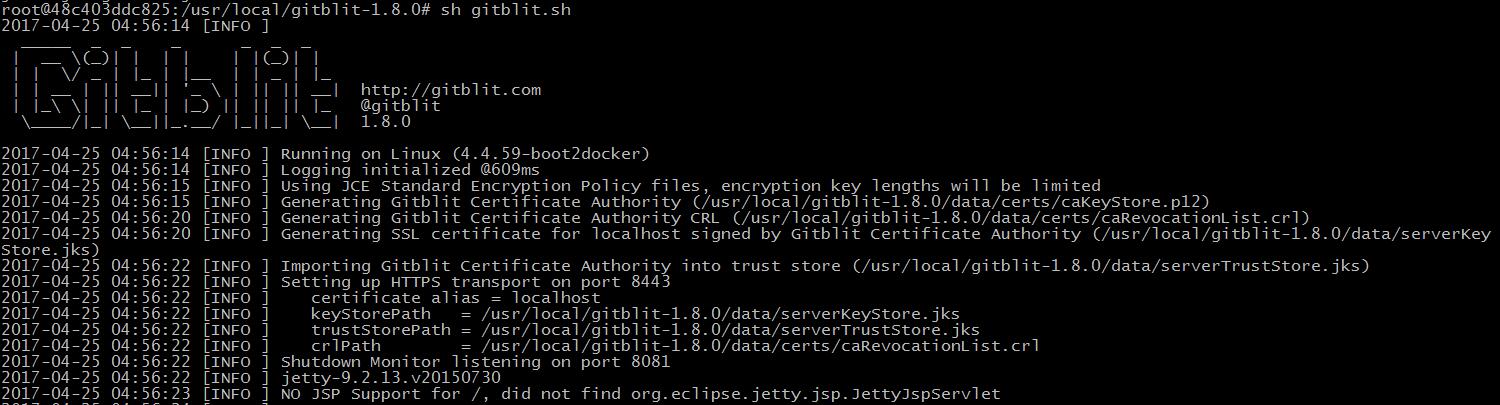 root@48c403ddc825:/usr/local/gitblit-1.8.0# sh gitblit.sh
2017-04-25 04:56:14 [INFO ]
Gitblit
http://gitblit.com
@gitblit
1.8.0
2017-04-25 04:56:14 [INFO ] Running on Linux (4.4.59-boot2docker)
2017-04-25 04:56:14 [INFO ] Logging initialized @609ms
2017-04-25 04:56:15 [INFO ] Using JCE Standard Encryption Policy files, encryption key lengths will be limited
2017-04-25 04:56:15 [INFO ] Generating Gitblit Certificate Authority (/usr/local/gitblit-1.8.0/data/certs/caKeyStore.p12)
2017-04-25 04:56:20 [INFO ] Generating Gitblit Certificate Authority CRL (/usr/local/gitblit-1.8.0/data/certs/caRevocationList.crl)
2017-04-25 04:56:20 [INFO ] Generating SSL certificate for localhost signed by Gitblit Certificate Authority (/usr/local/gitblit-1.8.0/data/serverKey
Store.jks)
2017-04-25 04:56:22 [INFO ] Importing Gitblit Certificate Authority into trust store (/usr/local/gitblit-1.8.0/data/serverTrustStore.jks)
2017-04-25 04:56:22 [INFO ] Setting up HTTPS transport on port 8443
2017-04-25 04:56:22 [INFO ]    certificate alias = localhost
2017-04-25 04:56:22 [INFO ]    keyStorePath   = /usr/local/gitblit-1.8.0/data/serverKeyStore.jks
2017-04-25 04:56:22 [INFO ]    trustStorePath = /usr/local/gitblit-1.8.0/data/serverTrustStore.jks
2017-04-25 04:56:22 [INFO ]    crlPath        = /usr/local/gitblit-1.8.0/data/certs/caRevocationList.crl
2017-04-25 04:56:22 [INFO ] Shutdown Monitor listening on port 8081
2017-04-25 04:56:22 [INFO ] jetty-9.2.13.v20150730
2017-04-25 04:56:23 [INFO ] NO JSP Support for /, did not find org.eclipse.jetty.jsp.JettyJspServlet